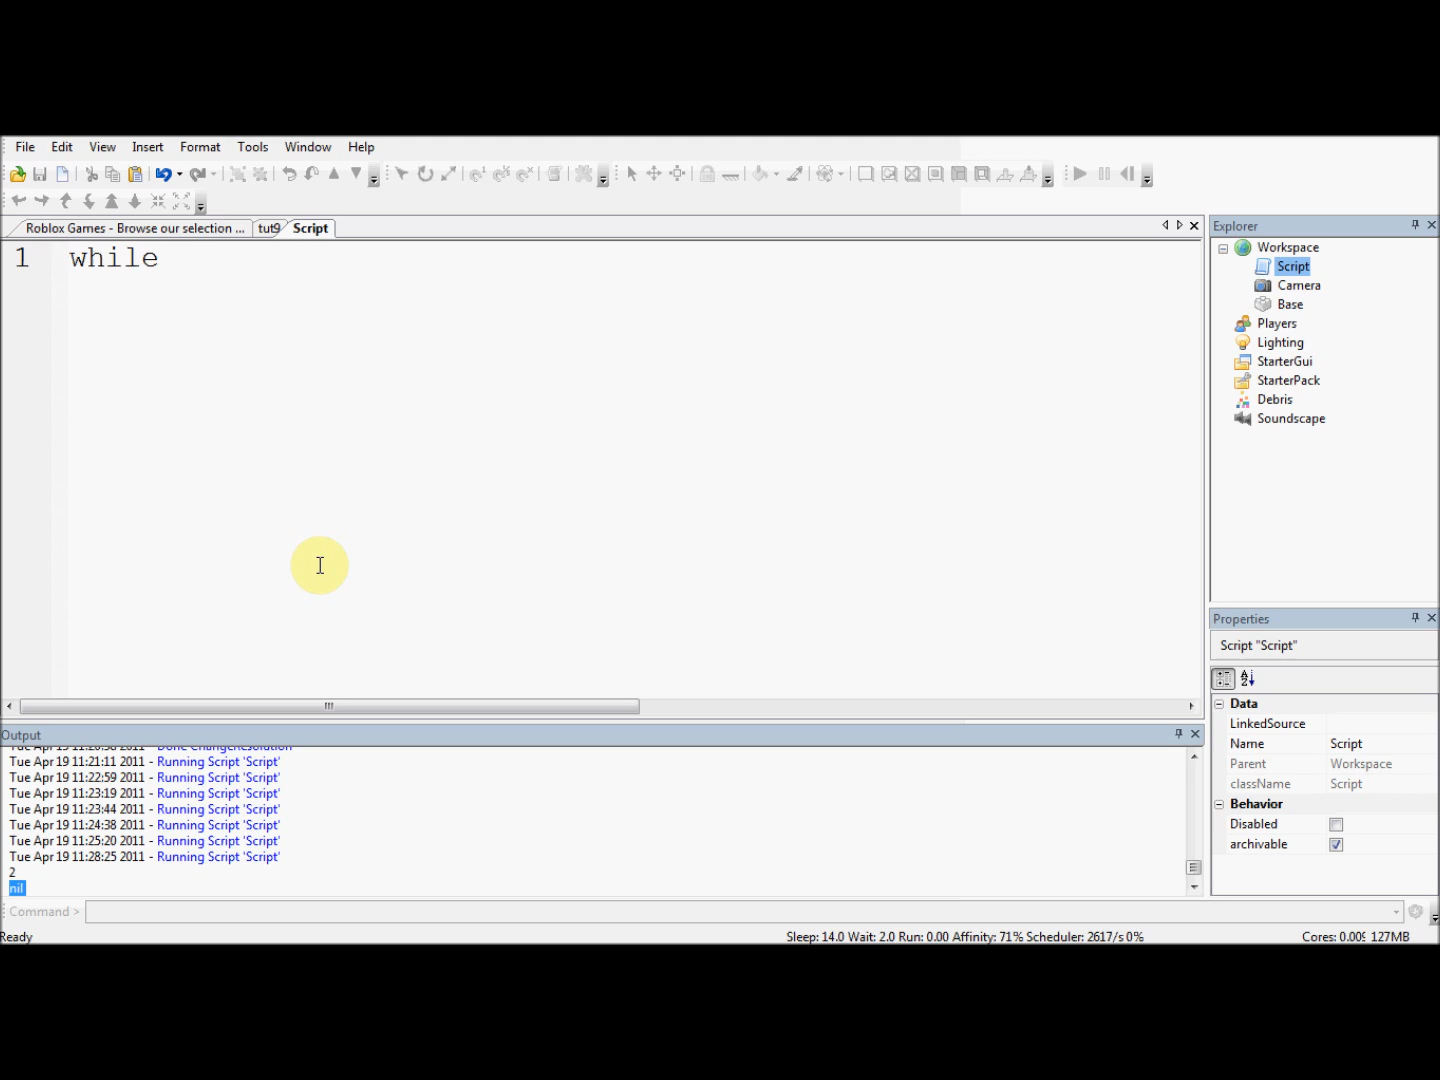 File Edit View Insert Format Tools Window Help
Roblox Games - Browse our selection ... tut9 Script
1 while
Explorer
Workspace
Script
Camera
Base
Players
Lighting
StarterGui
StarterPack
Debris
Soundscape
Properties
Script "Script"
Data
LinkedSource
Name Script
Parent Workspace
className Script
Behavior
Disabled
archivable
Output
Tue Apr 19 11:21:11 2011 - Running Script 'Script'
Tue Apr 19 11:22:59 2011 - Running Script 'Script'
Tue Apr 19 11:23:19 2011 - Running Script 'Script'
Tue Apr 19 11:23:44 2011 - Running Script 'Script'
Tue Apr 19 11:24:38 2011 - Running Script 'Script'
Tue Apr 19 11:25:20 2011 - Running Script 'Script'
Tue Apr 19 11:28:25 2011 - Running Script 'Script'
2
nil
Command >
Ready Sleep: 14.0 Wait: 2.0 Run: 0.00 Affinity: 71% Scheduler: 2617/s 0% Cores: 127MB